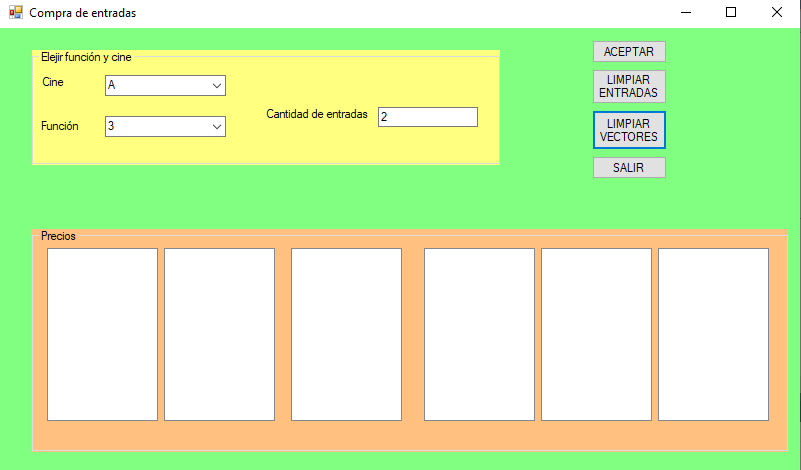 Compra de entradas
Elejir función y cine
Cine
A
Función
3
Cantidad de entradas
2
ACEPTAR
LIMPIAR
ENTRADAS
LIMPIAR
VECTORES
SALIR
Precios